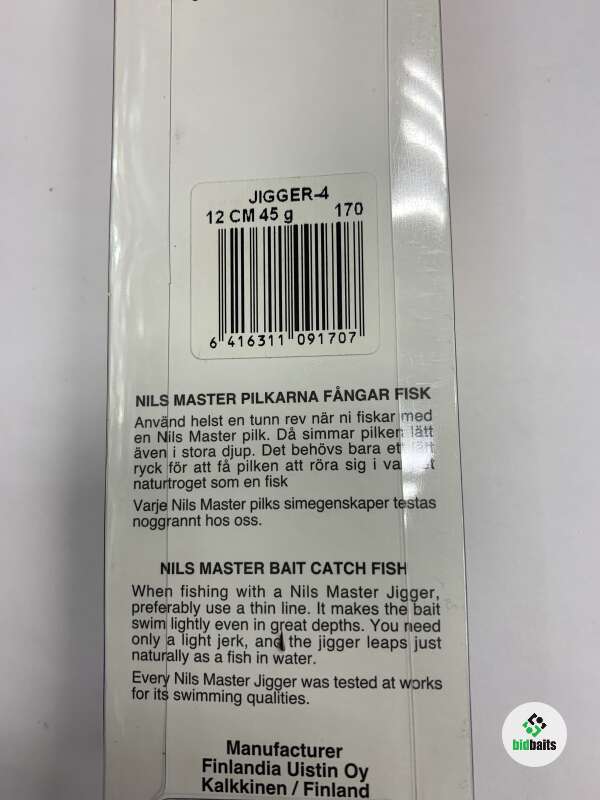 JIGGER-4
12 CM 45 g 170
6 416311 091707
NILS MASTER PILKARNA FÅNGAR FISK
Använd helst en tunn rev när ni fiskar med
en Nils Master pilk. Då simmar pilken lätt
även i stora djup. Det behövs bara ett lätt
ryck för att få pilken att röra sig i
naturtroget som en fisk
Varje Nils Master pilks simegenskaper testas
noggrannt hos oss.
NILS MASTER BAIT CATCH FISH
When fishing with a Nils Master Jigger,
preferably use a thin line. It makes the bait
swim lightly even in great depths. You need
only a light jerk, and the jigger leaps just
naturally as a fish in water.
Every Nils Master Jigger was tested at works
for its swimming qualities.
Manufacturer
Finlandia Uistin Oy
Kalkkinen / Finland
bidbaits